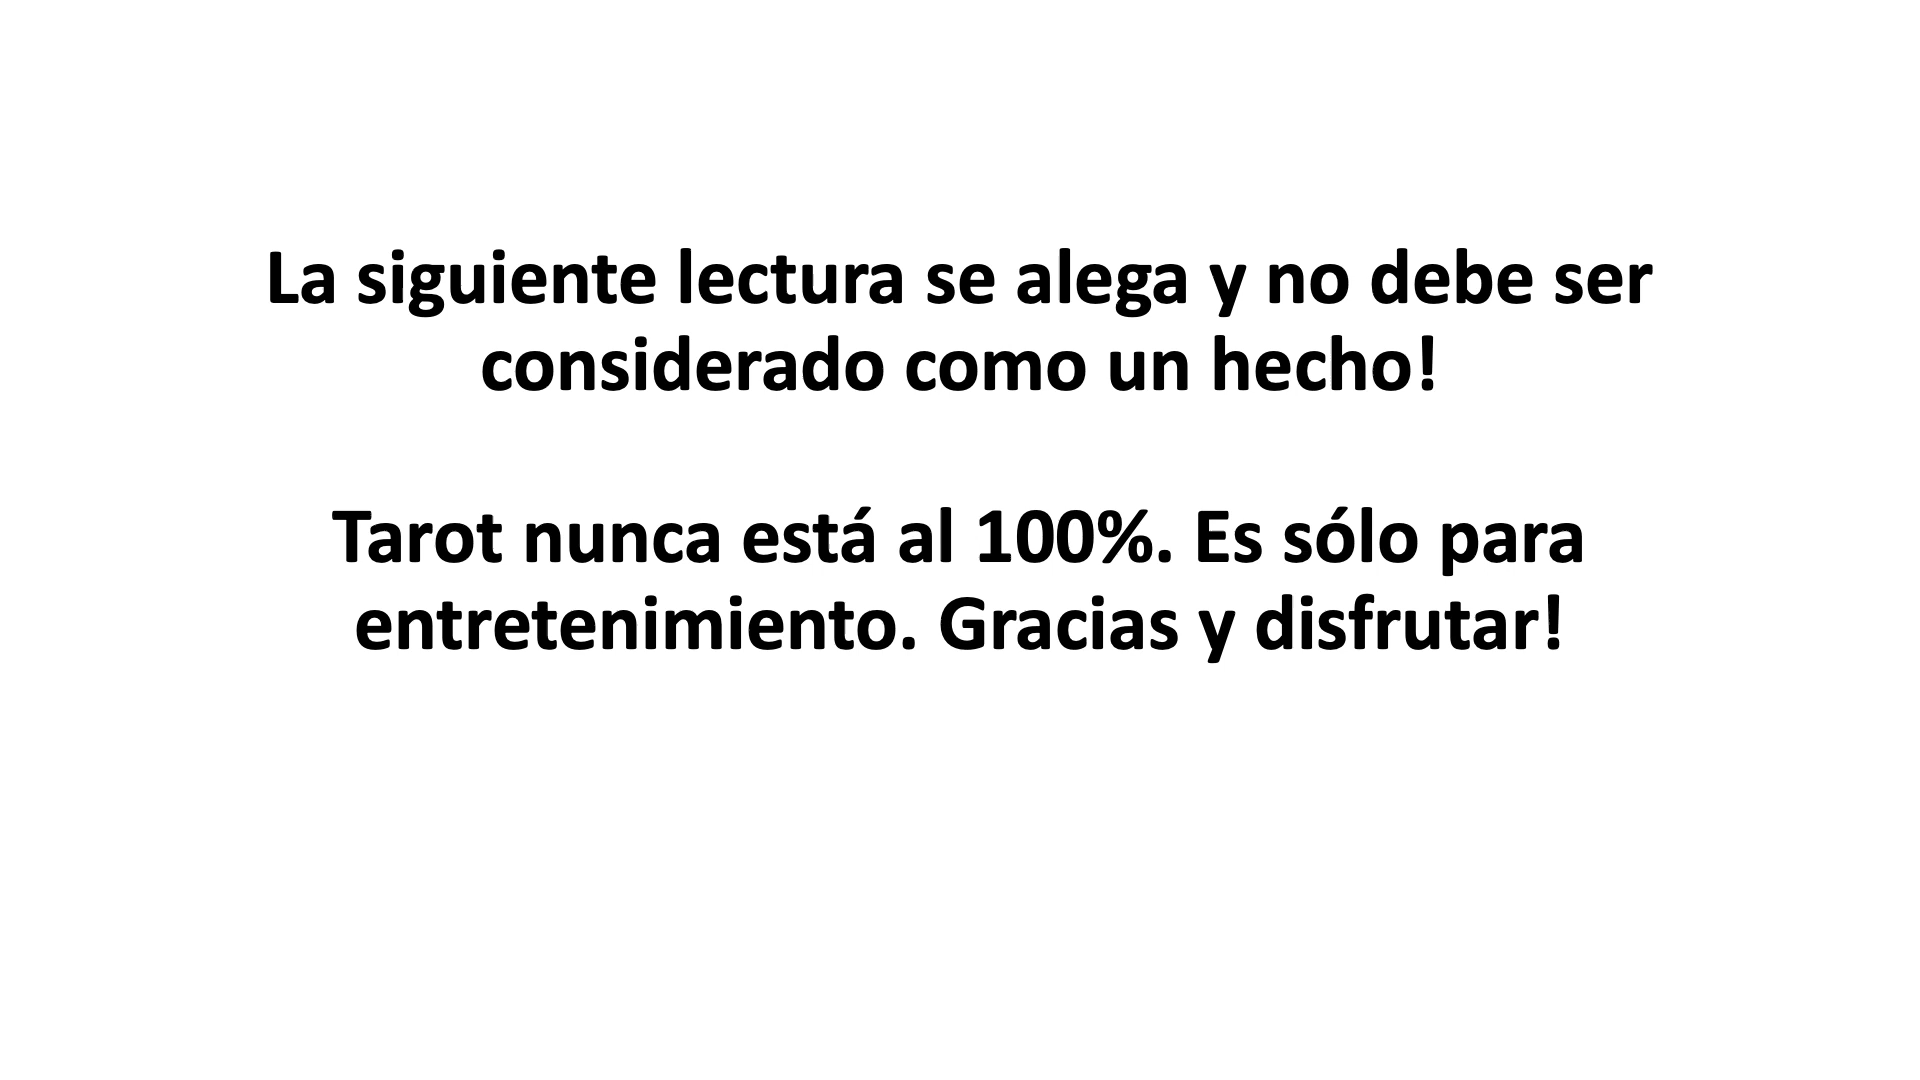 La siguiente lectura se alega y no debe ser
considerado como un hecho!
Tarot nunca está al 100%. Es sólo para
entretenimiento. Gracias y disfrutar!